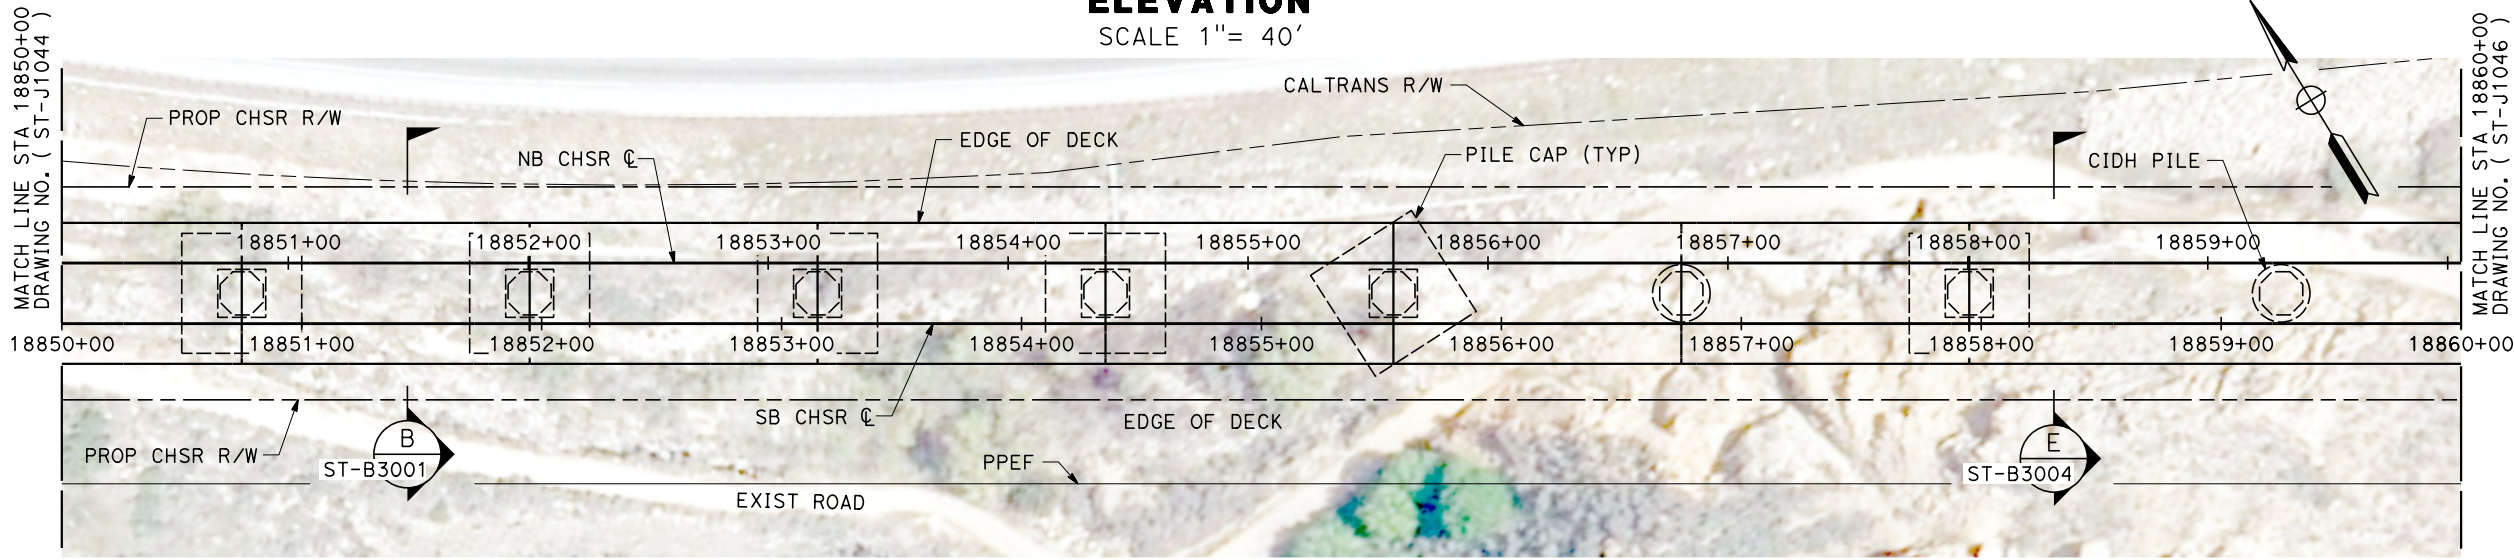 ELEVATION
SCALE 1"= 40'
MATCH LINE STA 18850+00
DRAWING NO. ( ST-J1044 )
PROP CHSR R/W
NB CHSR ℄
EDGE OF DECK
CALTRANS R/W
PILE CAP (TYP)
CIDH PILE
MATCH LINE STA 18860+00
DRAWING NO. ( ST-J1046 )
18851+00
18852+00
18853+00
18854+00
18855+00
18856+00
18857+00
18858+00
18859+00
18850+00
18851+00
18852+00
18853+00
18854+00
18855+00
18856+00
18857+00
18858+00
18859+00
18860+00
SB CHSR ℄
EDGE OF DECK
PROP CHSR R/W
B
ST-B3001
PPEF
E
ST-B3004
EXIST ROAD